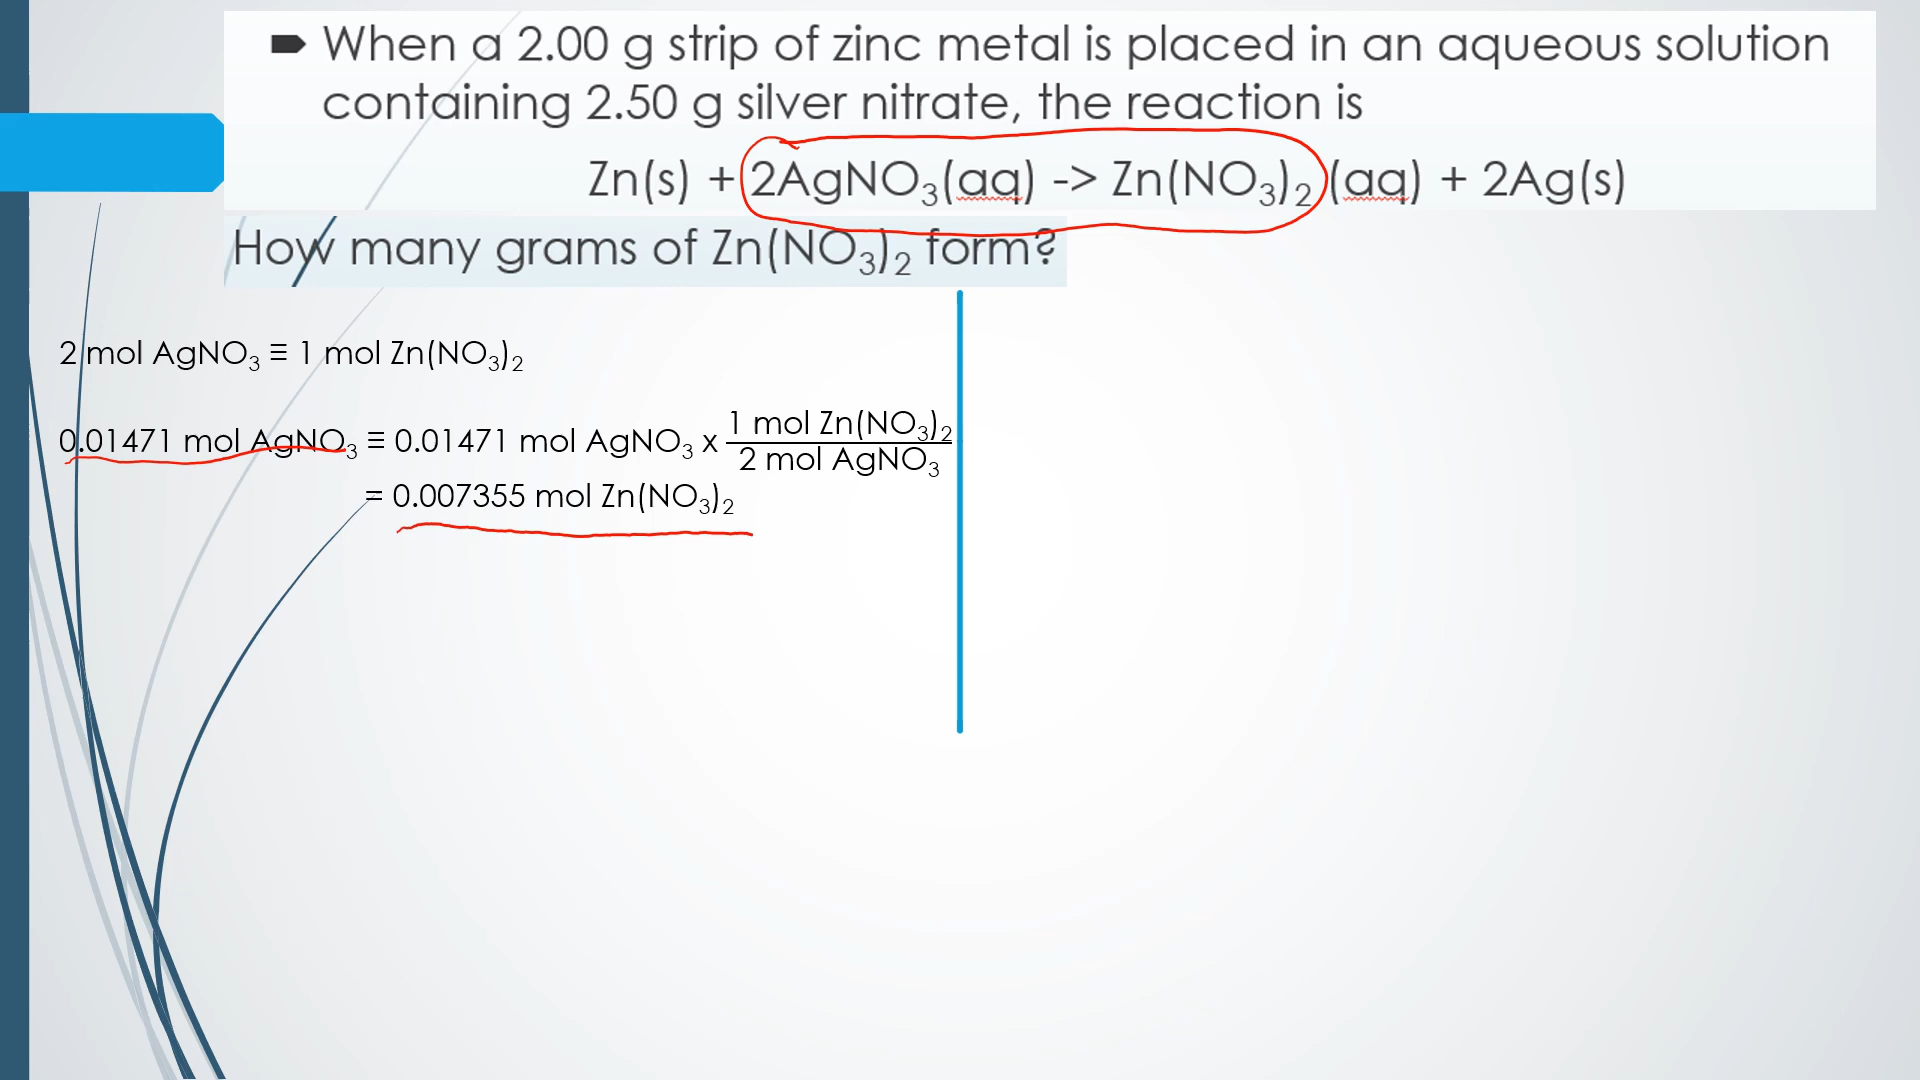 When a 2.00 g strip of zinc metal is placed in an aqueous solution
containing 2.50 g silver nitrate, the reaction is
Zn(s) + 2AgNO₃(aq) -> Zn(NO₃)₂ (aq) + 2Ag(s)
How many grams of Zn(NO₃)₂ form?
2 mol AgNO₃ ≡ 1 mol Zn(NO₃)₂
0.01471 mol AgNO₃ ≡ 0.01471 mol AgNO₃ x 1 mol Zn(NO₃)₂
2 mol AgNO₃
= 0.007355 mol Zn(NO₃)₂